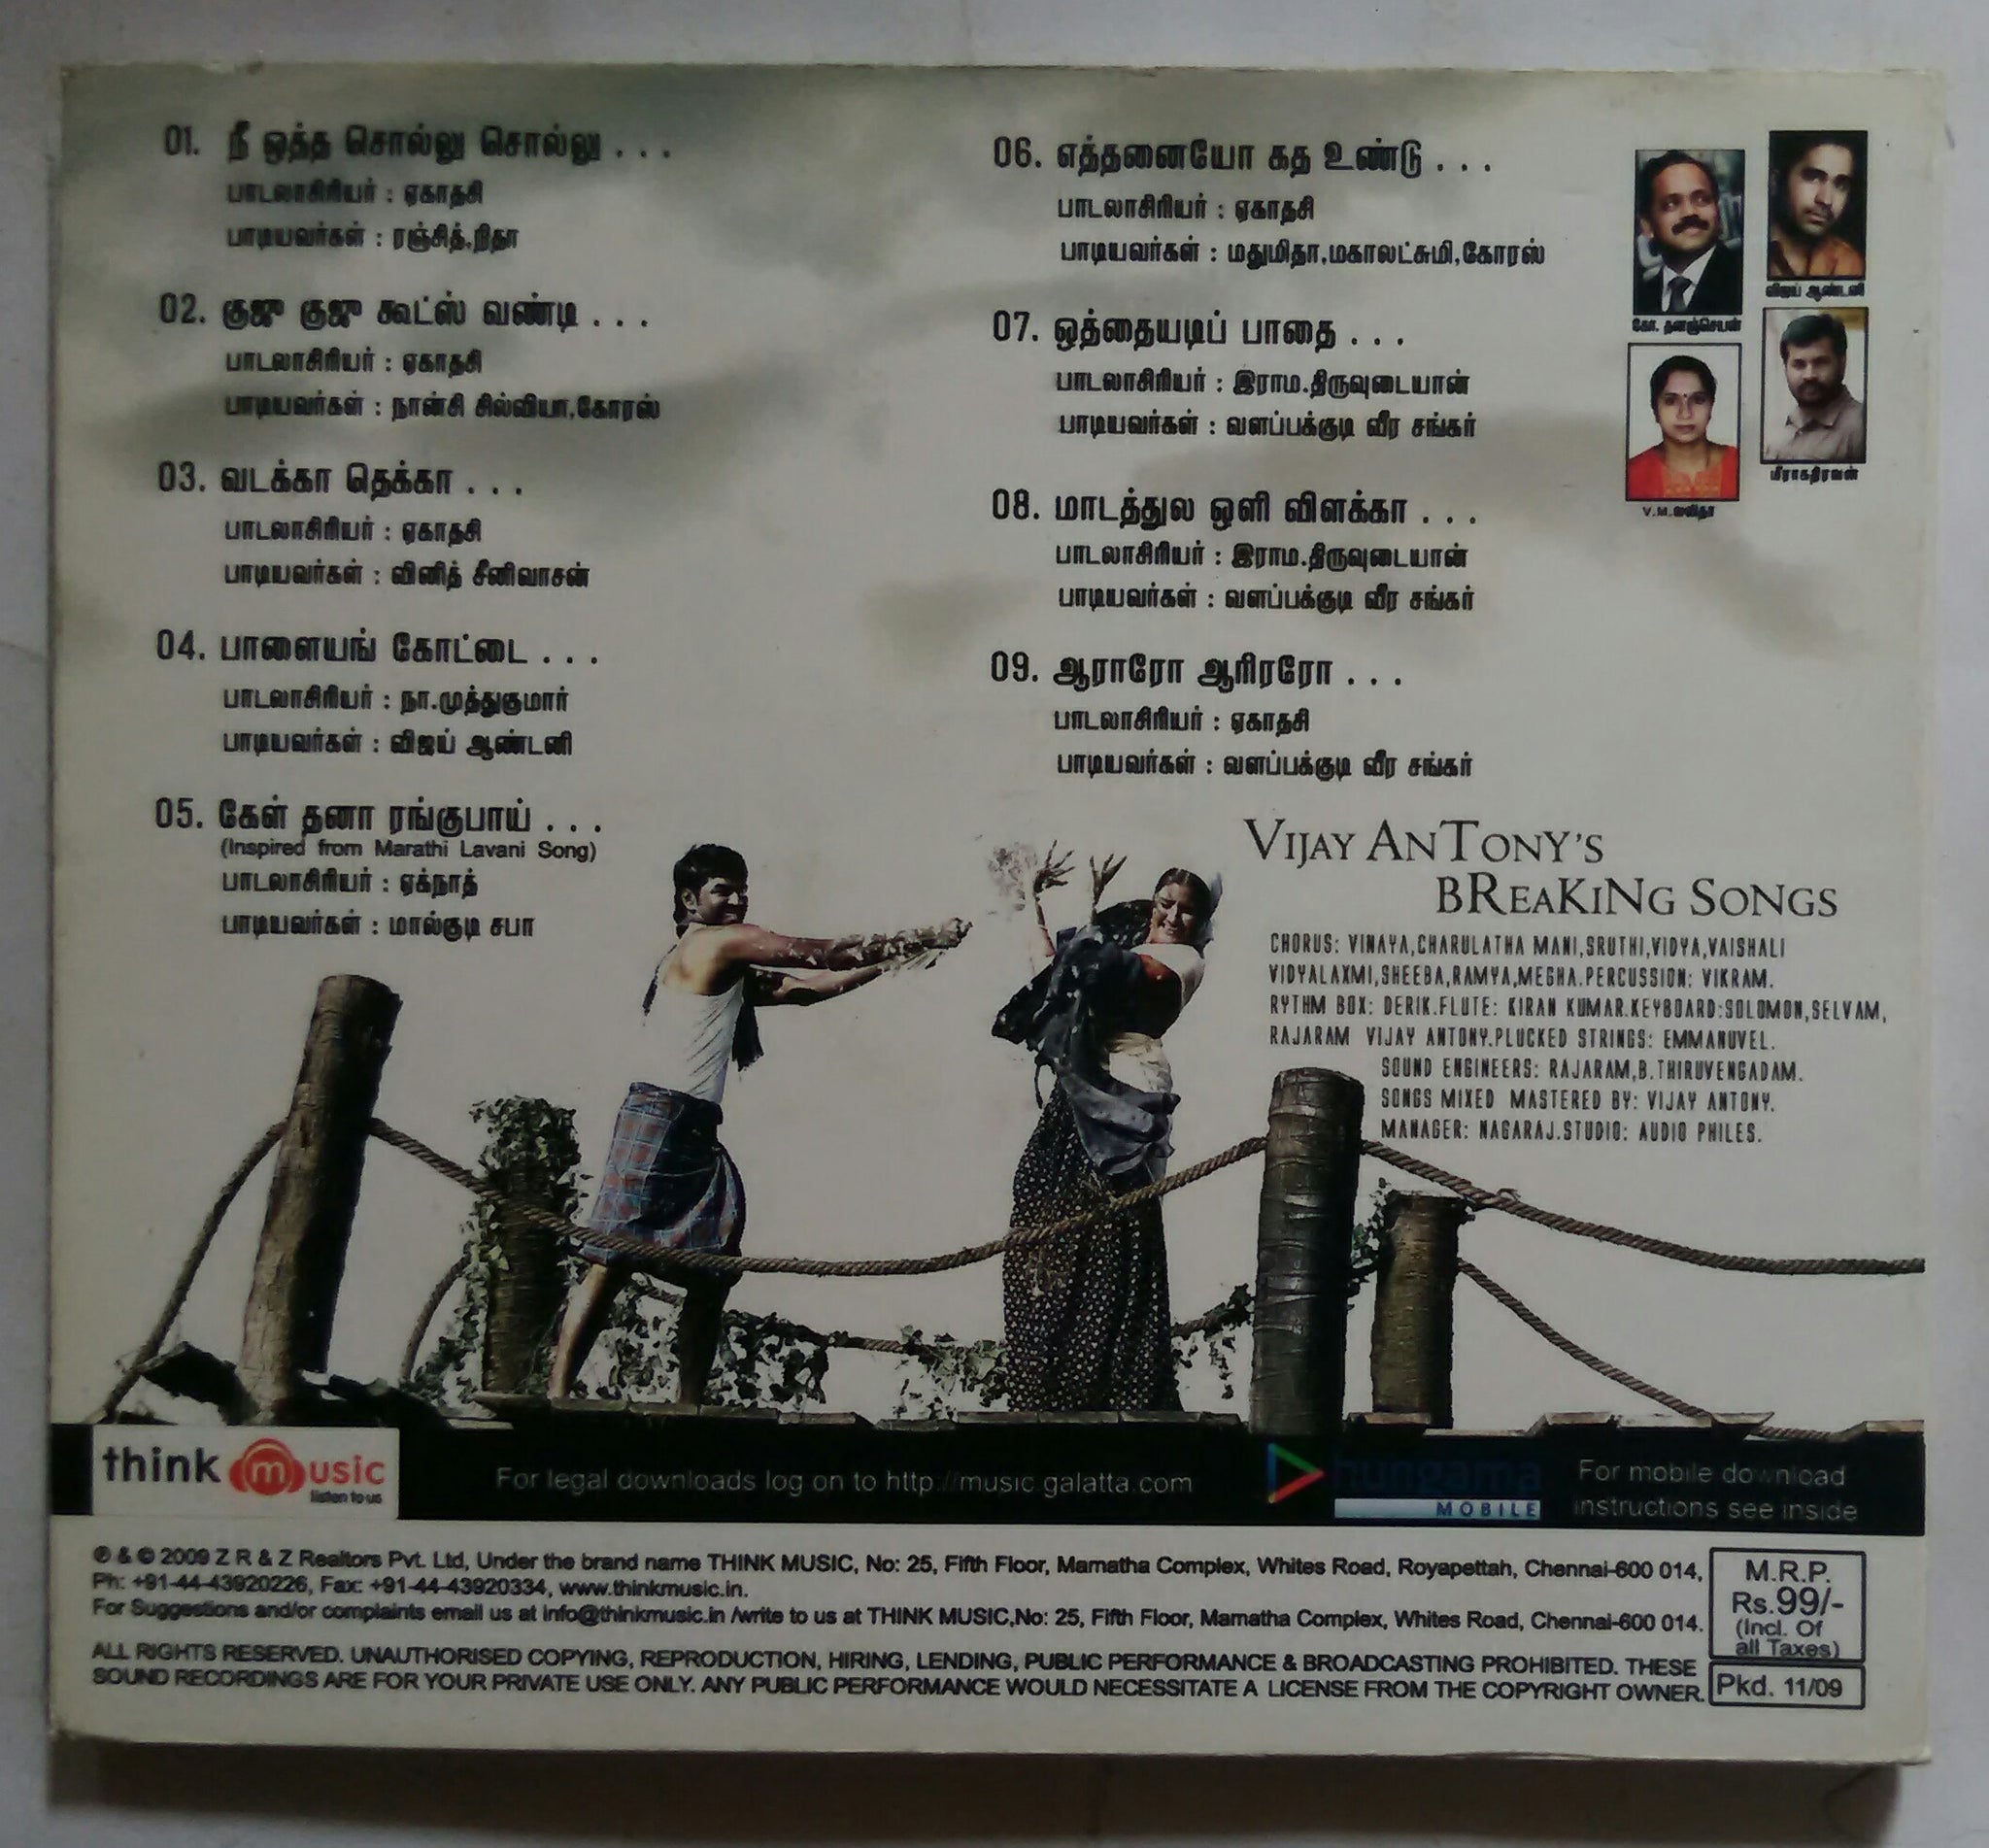 01. நீ ஒத்த சொல்லு சொல்லு . . .
பாடலாசிரியர் : ஏகாதசி
பாடியவர்கள் : ரஞ்சித்,ரிதா
02. குஜு குஜு கூட்ஸ் வண்டி . . .
பாடலாசிரியர் : ஏகாதசி
பாடியவர்கள் : நான்சி சில்வியா,கோரஸ்
03. வடக்கா தெக்கா . . .
பாடலாசிரியர் : ஏகாதசி
பாடியவர்கள் : வினித் சீனிவாசன்
04. பாளையங் கோட்டை . . .
பாடலாசிரியர் : நா.முத்துகுமார்
பாடியவர்கள் : விஜய் ஆண்டனி
05. கேள் தனா ரங்குபாய் . . .
(Inspired from Marathi Lavani Song)
பாடலாசிரியர் : ஏக்நாத்
பாடியவர்கள் : மால்குடி சுபா
06. எத்தனையோ கத உண்டு . . .
பாடலாசிரியர் : ஏகாதசி
பாடியவர்கள் : மதுமிதா,மகாலட்சுமி,கோரஸ்
07. ஒத்தையடிப் பாதை . . .
பாடலாசிரியர் : இராம.திருவுடையான்
பாடியவர்கள் : வளப்பக்குடி வீர சங்கர்
08. மாடத்துல ஒளி விளக்கா . . .
பாடலாசிரியர் : இராம.திருவுடையான்
பாடியவர்கள் : வளப்பக்குடி வீர சங்கர்
09. ஆராரோ ஆரிரரோ . . .
பாடலாசிரியர் : ஏகாதசி
பாடியவர்கள் : வளப்பக்குடி வீர சங்கர்
விஜய் ஆண்டனி
கோ. தனஞ்செயன்
மீராகதிரவன்
V.M.லலிதா
VIJAY ANTONY'S
BREAKING SONGS
CHORUS: VINAYA,CHARULATHA MANI,SRUTHI,VIDYA,VAISHALI
VIDYALAXMI,SHEEBA,RAMYA,MEGHA.PERCUSSION: VIKRAM.
RYTHM BOX: DERIK.FLUTE: KIRAN KUMAR.KEYBOARD:SOLOMON,SELVAM,
RAJARAM VIJAY ANTONY.PLUCKED STRINGS: EMMANUVEL.
SOUND ENGINEERS: RAJARAM,B.THIRUVENGADAM.
SONGS MIXED MASTERED BY: VIJAY ANTONY.
MANAGER: NAGARAJ.STUDIO: AUDIO PHILES.
think music
listen to us
For legal downloads log on to http://music.galatta.com
hungama
MOBILE
For mobile download
instructions see inside
℗ & © 2009 Z R & Z Realtors Pvt. Ltd, Under the brand name THINK MUSIC, No: 25, Fifth Floor, Mamatha Complex, Whites Road, Royapettah, Chennai-600 014,
Ph: +91-44-43920226, Fax: +91-44-43920334, www.thinkmusic.in.
For Suggestions and/or complaints email us at info@thinkmusic.in /write to us at THINK MUSIC,No: 25, Fifth Floor, Mamatha Complex, Whites Road, Chennai-600 014.
ALL RIGHTS RESERVED. UNAUTHORISED COPYING, REPRODUCTION, HIRING, LENDING, PUBLIC PERFORMANCE & BROADCASTING PROHIBITED. THESE
SOUND RECORDINGS ARE FOR YOUR PRIVATE USE ONLY. ANY PUBLIC PERFORMANCE WOULD NECESSITATE A LICENSE FROM THE COPYRIGHT OWNER.
M.R.P.
Rs.99/-
(Incl. Of
all Taxes)
Pkd. 11/09